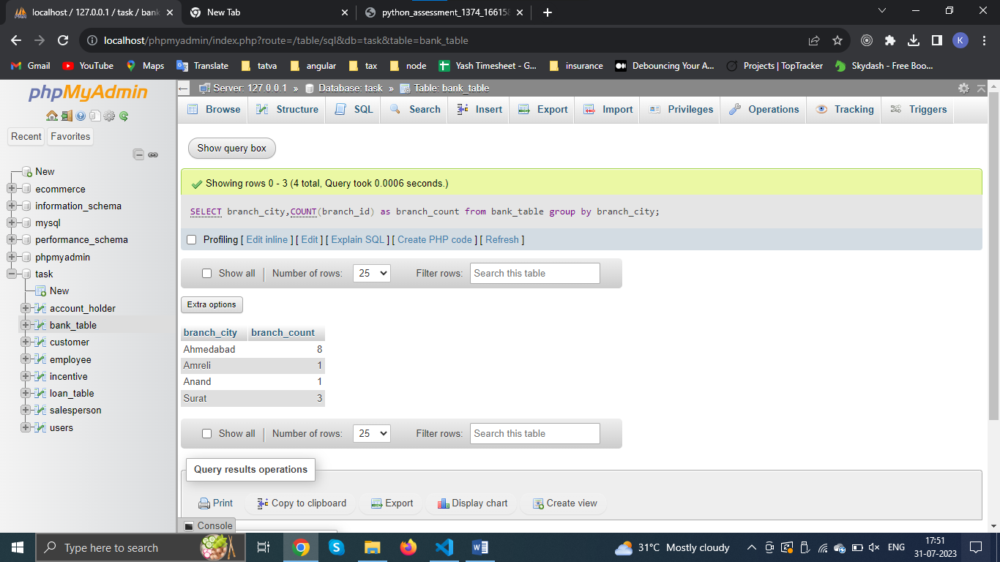 localhost / 127.0.0.1 / task / bank
New Tab
python_assessment_1374_16615
localhost/phpmyadmin/index.php?route=/table/sql&db=task&table=bank_table
K
Gmail YouTube Maps Translate tatva angular tax node Yash Timesheet - G... insurance Debouncing Your A... Projects | TopTracker Skydash - Free Boo...
phpMyAdmin
Recent Favorites
New
ecommerce
information_schema
mysql
performance_schema
phpmyadmin
task
New
account_holder
bank_table
customer
employee
incentive
loan_table
salesperson
users
Server: 127.0.0.1 » Database: task » Table: bank_table
Browse Structure SQL Search Insert Export Import Privileges Operations Tracking Triggers
Show query box
Showing rows 0 - 3 (4 total, Query took 0.0006 seconds.)
SELECT branch_city,COUNT(branch_id) as branch_count from bank_table group by branch_city;
Profiling [ Edit inline ] [ Edit ] [ Explain SQL ] [ Create PHP code ] [ Refresh ]
Show all | Number of rows: 25 Filter rows: Search this table
Extra options
branch_city branch_count
Ahmedabad 8
Amreli 1
Anand 1
Surat 3
Show all | Number of rows: 25 Filter rows: Search this table
Query results operations
Print Copy to clipboard Export Display chart Create view
Console
Type here to search
31°C Mostly cloudy
ENG
17:51
31-07-2023